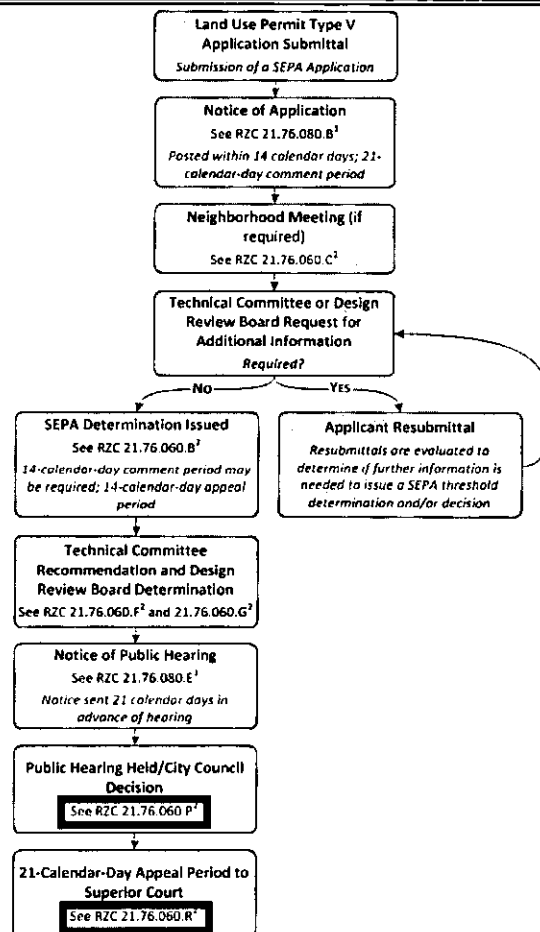 Land Use Permit Type V
Application Submittal
Submission of a SEPA Application
Notice of Application
See RZC 21.76.080.B¹
Posted within 14 calendar days; 21-
calendar-day comment period
Neighborhood Meeting (if
required)
See RZC 21.76.060.C²
Technical Committee or Design
Review Board Request for
Additional Information
Required?
NO
YES
SEPA Determination Issued
See RZC 21.76.060.B²
14-calendar-day comment period may
be required; 14-calendar-day appeal
period
Applicant Resubmittal
Resubmittals are evaluated to
determine if further information is
needed to issue a SEPA threshold
determination and/or decision
Technical Committee
Recommendation and Design
Review Board Determination
See RZC 21.76.060.F² and 21.76.060.G²
Notice of Public Hearing
See RZC 21.76.080.E¹
Notice sent 21 calendar days in
advance of hearing
Public Hearing Held/City Council
Decision
See RZC 21.76.060 P²
21-Calendar-Day Appeal Period to
Superior Court
See RZC 21.76.060.R²